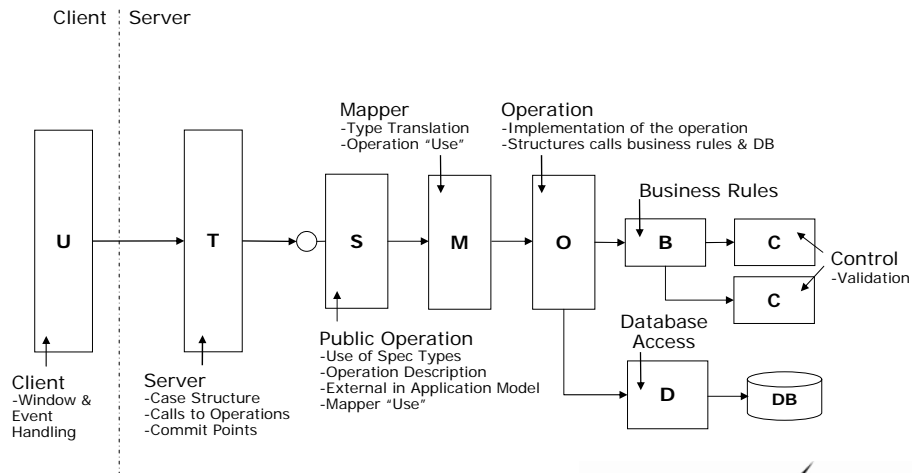 Client
Server
Mapper
-Type Translation
-Operation "Use"
Operation
-Implementation of the operation
-Structures calls business rules & DB
Business Rules
U
T
S
M
O
B
C
C
Control
-Validation
Client
-Window &
Event
Handling
Server
-Case Structure
-Calls to Operations
-Commit Points
Public Operation
-Use of Spec Types
-Operation Description
-External in Application Model
-Mapper "Use"
Database
Access
D
DB